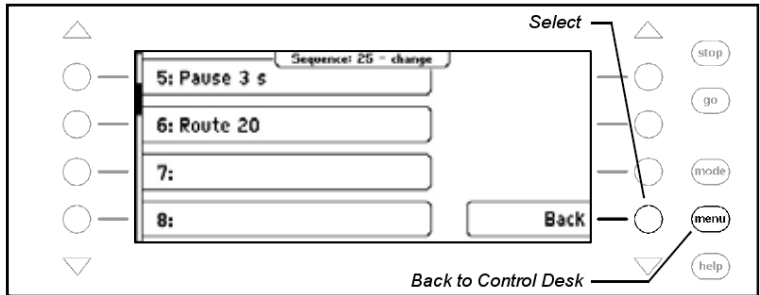 Select
Sequence: 25 - change
stop
5: Pause 3 s
go
6: Route 20
7:
mode
8:
Back
menu
help
Back to Control Desk